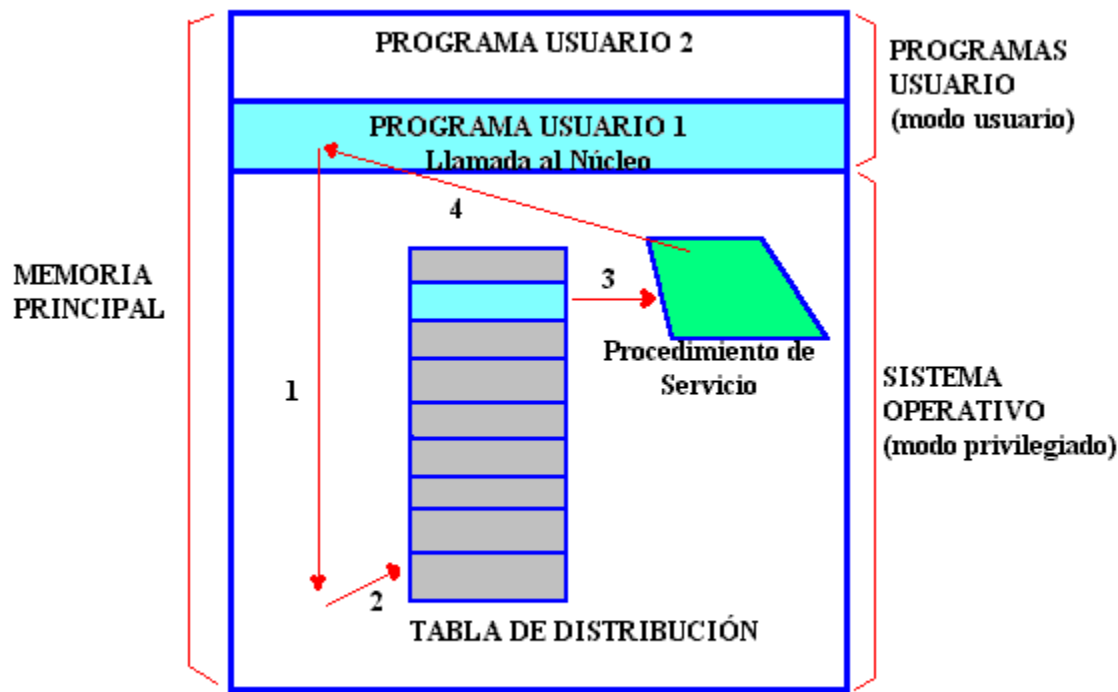 PROGRAMA USUARIO 2
PROGRAMAS
USUARIO
(modo usuario)
PROGRAMA USUARIO 1
Llamada al Núcleo
4
MEMORIA
PRINCIPAL
3
Procedimiento de
Servicio
1
SISTEMA
OPERATIVO
(modo privilegiado)
2
TABLA DE DISTRIBUCIÓN